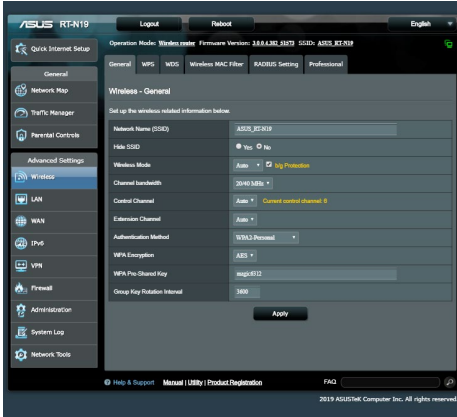 ASUS RT-N19
Logout
Reboot
English
Quick Internet Setup
General
Network Map
Traffic Manager
Parental Controls
Advanced Settings
Wireless
LAN
WAN
IPv6
VPN
Firewall
Administration
System Log
Network Tools
Operation Mode: Wireless router Firmware Version: 3.0.0.4.382_51573 SSID: ASUS_RT-N19
General WPS WDS Wireless MAC Filter RADIUS Setting Professional
Wireless - General
Set up the wireless related information below.
Network Name (SSID) ASUS_RT-N19
Hide SSID Yes No
Wireless Mode Auto b/g Protection
Channel bandwidth 20/40 MHz
Control Channel Auto Current control channel: 8
Extension Channel Auto
Authentication Method WPA2-Personal
WPA Encryption AES
WPA Pre-Shared Key magic6312
Group Key Rotation Interval 3600
Apply
Help & Support Manual | Utility | Product Registration FAQ
2019 ASUSTeK Computer Inc. All rights reserved